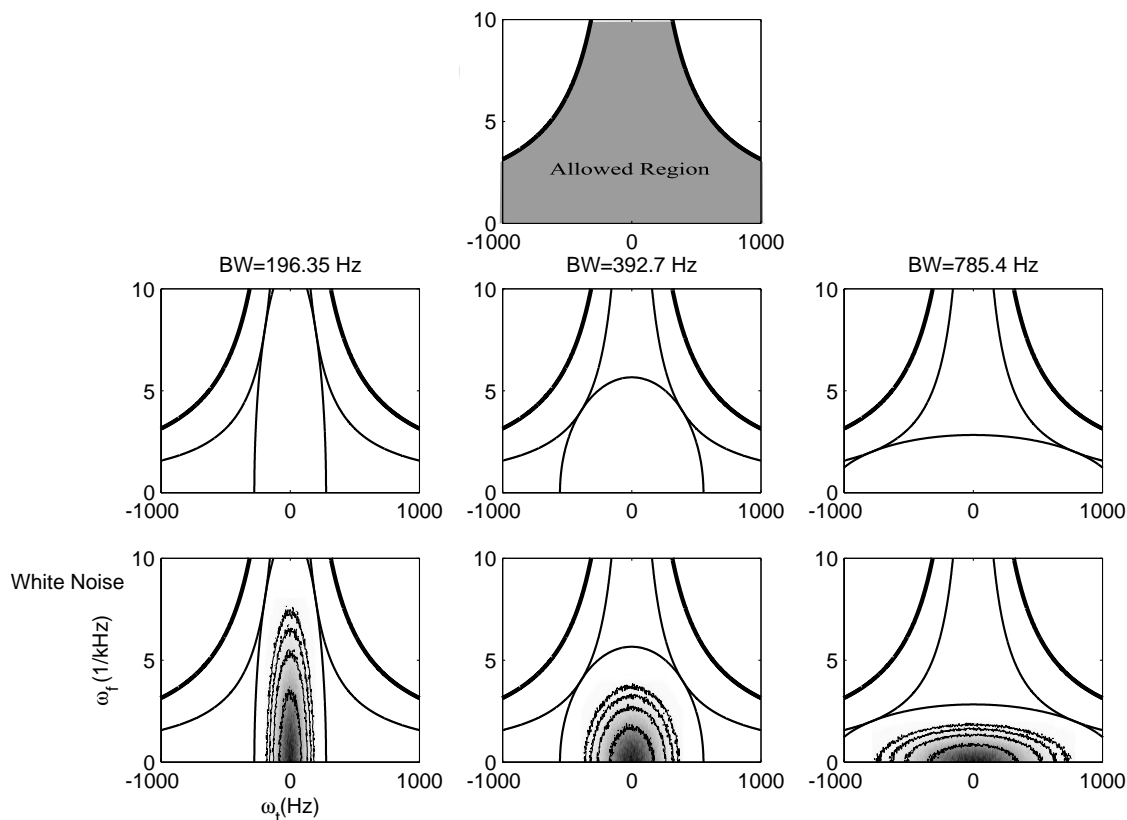 10
5
0
Allowed Region
-1000 0 1000
BW=196.35 Hz BW=392.7 Hz BW=785.4 Hz
10 10 10
5 5 5
0 0 0
-1000 0 1000 -1000 0 1000 -1000 0 1000
White Noise
10 10 10
5 5 5
0 0 0
ω_f (1/kHz)
-1000 0 1000 -1000 0 1000 -1000 0 1000
ω_t(Hz)